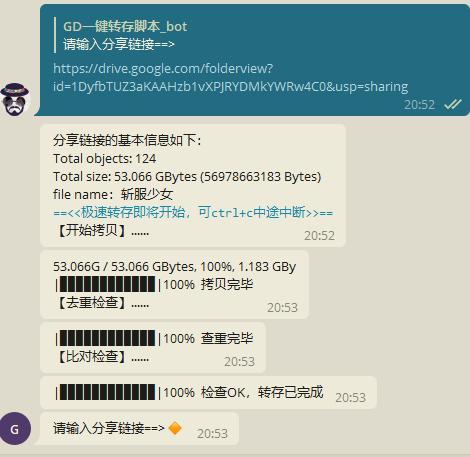 GD一键转存脚本_bot
请输入分享链接==>
https://drive.google.com/folderview?
id=1DyfbTUZ3aKAAHzb1vXPJRYDMkYWRw4C0&usp=sharing
20:52
分享链接的基本信息如下：
Total objects: 124
Total size: 53.066 GBytes (56978663183 Bytes)
file name：斩服少女
==<<极速转存即将开始，可ctrl+c中途中断>>==
【开始拷贝】......
20:52
53.066G / 53.066 GBytes, 100%, 1.183 GBy
|████████████|100% 拷贝完毕
【去重检查】......
20:53
|████████████|100% 查重完毕
【比对检查】......
20:53
|████████████|100% 检查OK，转存已完成 20:53
G
请输入分享链接==>🔸 20:53